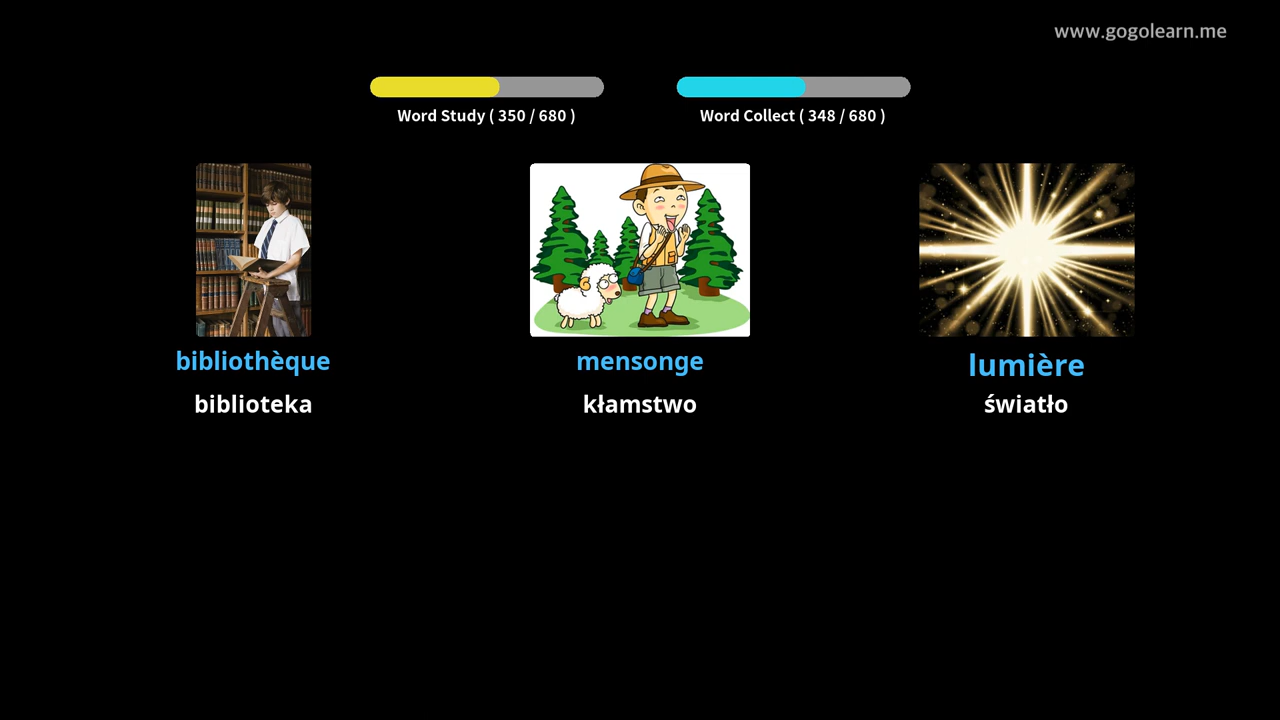 www.gogolearn.me
Word Study ( 350 / 680 )
Word Collect ( 348 / 680 )
bibliothèque
biblioteka
mensonge
kłamstwo
lumière
światło